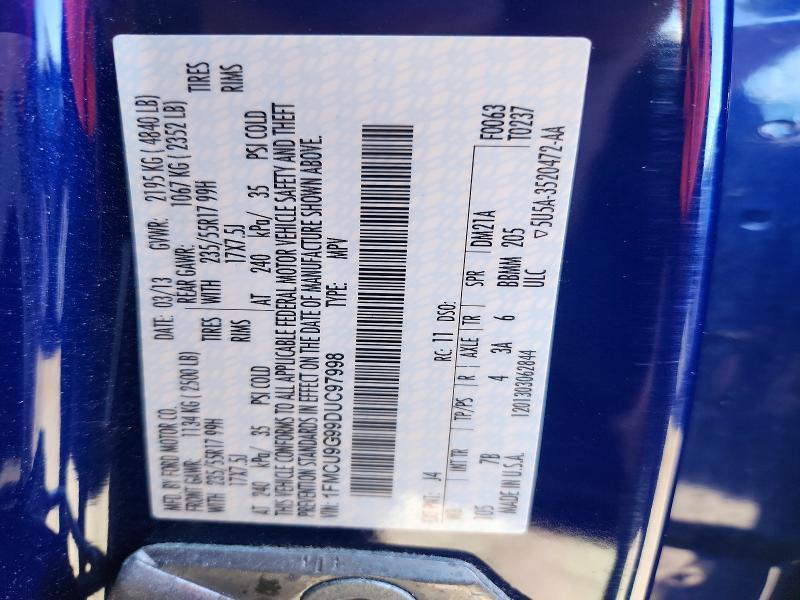 MFD. BY FORD MOTOR CO.
DATE: 03/13 GVWR: 2195 KG ( 4840 LB)
FRONT GAWR: 1134 KG ( 2500 LB)
REAR GAWR: 1067 KG ( 2352 LB)
WITH 235/55R17 99H TIRES
WITH 235/55R17 99H TIRES
17X7.5J RIMS
17X7.5J RIMS
AT 240 kPa/ 35 PSI COLD
AT 240 kPa/ 35 PSI COLD
THIS VEHICLE CONFORMS TO ALL APPLICABLE FEDERAL MOTOR VEHICLE SAFETY AND THEFT
PREVENTION STANDARDS IN EFFECT ON THE DATE OF MANUFACTURE SHOWN ABOVE.
VIN: 1FMCU9G99DUC97998 TYPE: MPV
F0063
T0237
EXT PNT: J4 RC: 11 DSO:
WB INT TR TP/PS R AXLE TR SPR DM21A
105 7B 4 3A 6 BBMM 205
MADE IN U.S.A. 1201303062844 ULC
▽5U5A-3520472-AA